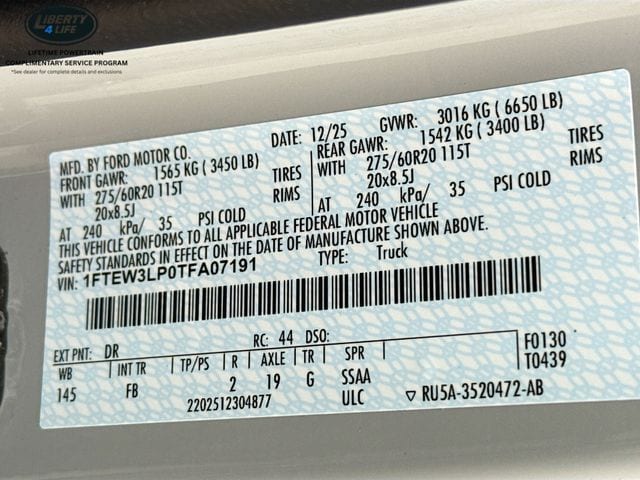 LIBERTY
4 LIFE
LIFETIME POWERTRAIN
COMPLIMENTARY SERVICE PROGRAM
*See dealer for complete details and exclusions
MFD. BY FORD MOTOR CO. DATE: 12/25 GVWR: 3016 KG ( 6650 LB)
FRONT GAWR: 1565 KG ( 3450 LB) REAR GAWR: 1542 KG ( 3400 LB)
WITH 275/60R20 115T TIRES WITH 275/60R20 115T TIRES
20x8.5J RIMS 20x8.5J RIMS
AT 240 kPa/ 35 PSI COLD AT 240 kPa/ 35 PSI COLD
THIS VEHICLE CONFORMS TO ALL APPLICABLE FEDERAL MOTOR VEHICLE
SAFETY STANDARDS IN EFFECT ON THE DATE OF MANUFACTURE SHOWN ABOVE.
VIN: 1FTEW3LP0TFA07191 TYPE: Truck
EXT PNT: DR RC: 44 DSO: F0130
WB INT TR TP/PS R AXLE TR SPR T0439
145 FB 2 19 G SSAA
2202512304877 ULC ▽ RU5A-3520472-AB